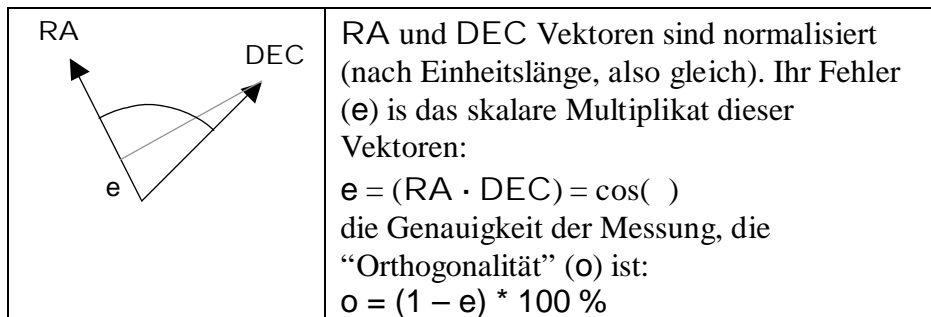 RA
DEC
e
RA und DEC Vektoren sind normalisiert
(nach Einheitslänge, also gleich). Ihr Fehler
(e) is das skalare Multiplikat dieser
Vektoren:
e = (RA · DEC) = cos( )
die Genauigkeit der Messung, die
“Orthogonalität” (o) ist:
o = (1 – e) * 100 %